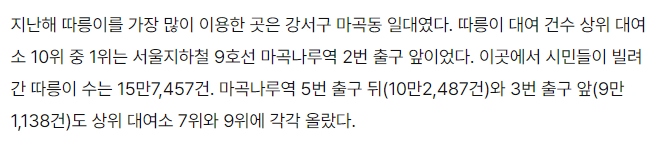 지난해 따릉이를 가장 많이 이용한 곳은 강서구 마곡동 일대였다. 따릉이 대여 건수 상위 대여
소 10위 중 1위는 서울지하철 9호선 마곡나루역 2번 출구 앞이었다. 이곳에서 시민들이 빌려
간 따릉이 수는 15만7,457건. 마곡나루역 5번 출구 뒤(10만2,487건)와 3번 출구 앞(9만
1,138건)도 상위 대여소 7위와 9위에 각각 올랐다.